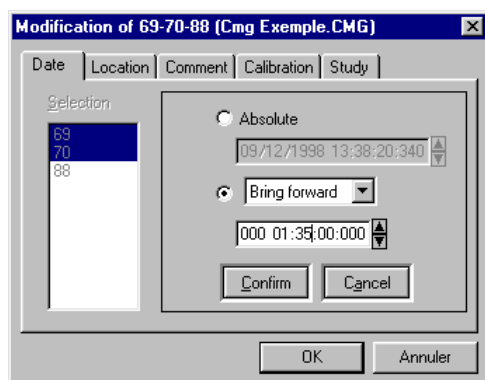 Modification of 69-70-88 (Cmg Exemple.CMG)
Date Location Comment Calibration Study
Selection
69
70
88
Absolute
09/12/1998 13:38:20:340
Bring forward
000 01:35:00:000
Confirm Cancel
OK Annuler